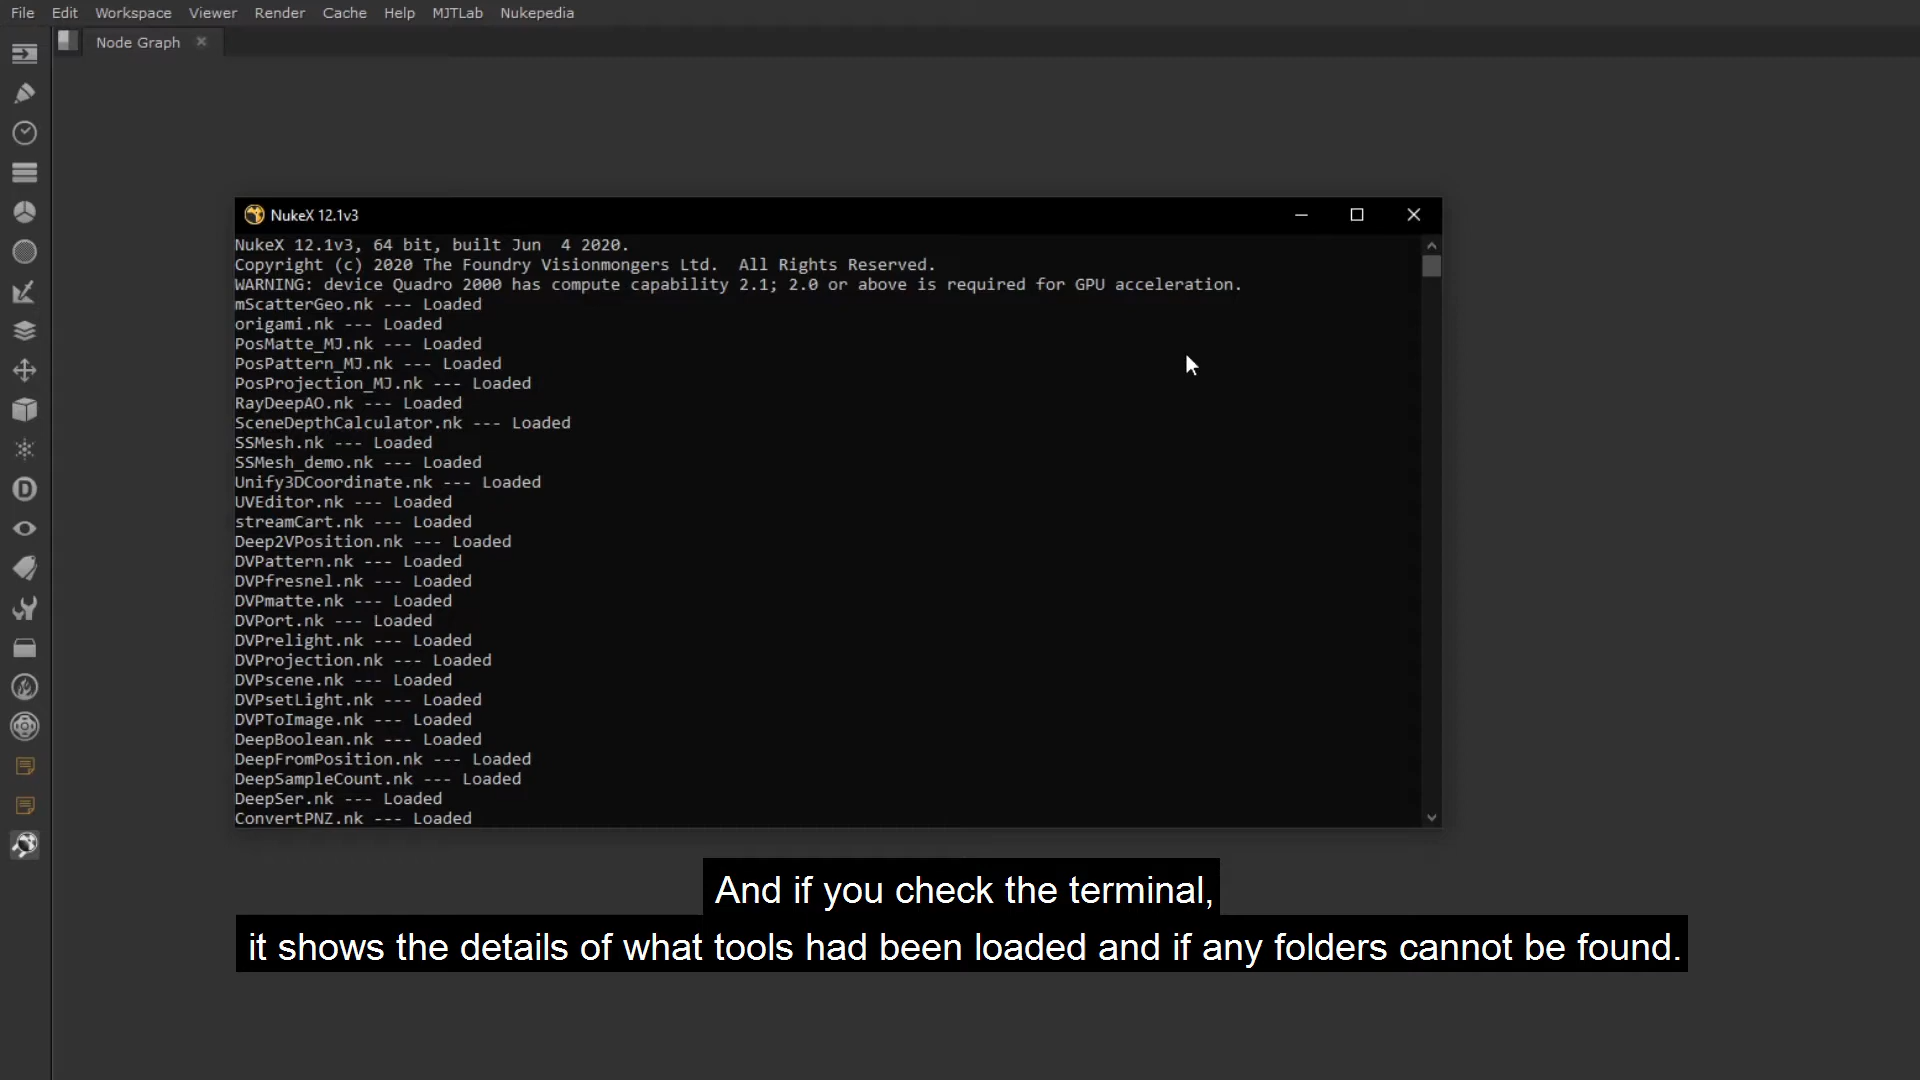 File Edit Workspace Viewer Render Cache Help MJTLab Nukepedia
Node Graph
NukeX 12.1v3
NukeX 12.1v3, 64 bit, built Jun  4 2020.
Copyright (c) 2020 The Foundry Visionmongers Ltd.  All Rights Reserved.
WARNING: device Quadro 2000 has compute capability 2.1; 2.0 or above is required for GPU acceleration.
mScatterGeo.nk --- Loaded
origami.nk --- Loaded
PosMatte_MJ.nk --- Loaded
PosPattern_MJ.nk --- Loaded
PosProjection_MJ.nk --- Loaded
RayDeepAO.nk --- Loaded
SceneDepthCalculator.nk --- Loaded
SSMesh.nk --- Loaded
SSMesh_demo.nk --- Loaded
Unify3DCoordinate.nk --- Loaded
UVEditor.nk --- Loaded
streamCart.nk --- Loaded
Deep2VPosition.nk --- Loaded
DVPattern.nk --- Loaded
DVPfresnel.nk --- Loaded
DVPmatte.nk --- Loaded
DVPort.nk --- Loaded
DVPrelight.nk --- Loaded
DVProjection.nk --- Loaded
DVPscene.nk --- Loaded
DVPsetLight.nk --- Loaded
DVPToImage.nk --- Loaded
DeepBoolean.nk --- Loaded
DeepFromPosition.nk --- Loaded
DeepSampleCount.nk --- Loaded
DeepSer.nk --- Loaded
ConvertPNZ.nk --- Loaded
And if you check the terminal,
it shows the details of what tools had been loaded and if any folders cannot be found.